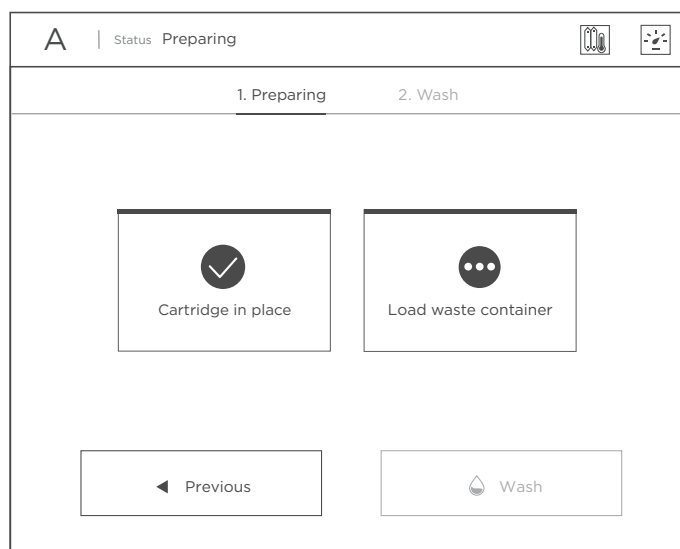 A | Status Preparing
1. Preparing 2. Wash
Cartridge in place Load waste container
Previous Wash